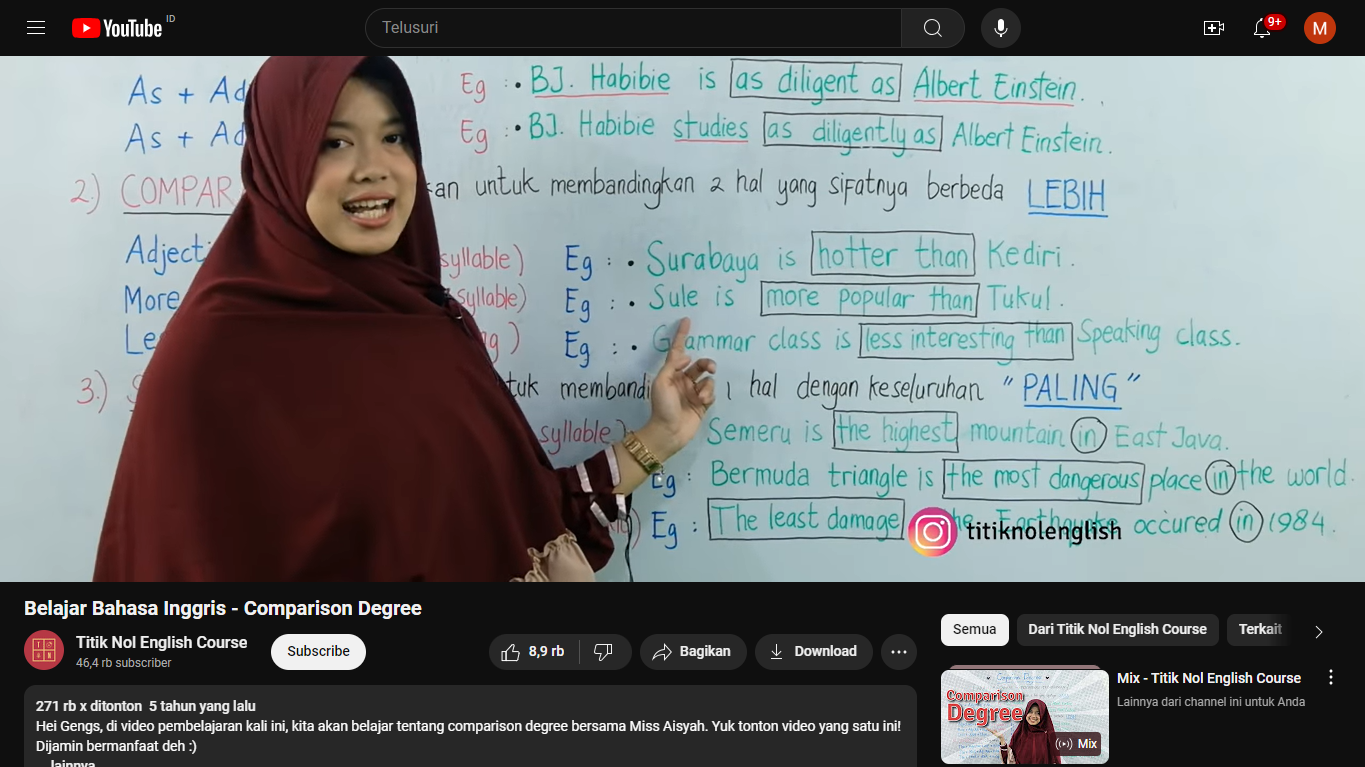 YouTube ID
Telusuri
9+
M
As + Ad
Eg : • BJ. Habibie is as diligent as Albert Einstein.
As + Ad
Eg : • BJ. Habibie studies as diligently as Albert Einstein.
2.) COMPAR kan untuk membandingkan 2 hal yang sifatnya berbeda LEBIH
Adjecti syllable) Eg : • Surabaya is hotter than Kediri.
More syllable) Eg : • Sule is more popular than Tukul.
Le g ) Eg : • Grammar class is less interesting than Speaking class.
3.) S tuk membandi 1 hal dengan keseluruhan "PALING"
syllable) Semeru is the highest mountain in East Java.
Eg : Bermuda triangle is the most dangerous place in the world.
Eg : The least damage Earthquake occured in 1984.
titiknolenglish
Belajar Bahasa Inggris - Comparison Degree
Titik Nol English Course
46,4 rb subscriber
Subscribe
8,9 rb
Bagikan
Download
271 rb x ditonton 5 tahun yang lalu
Hei Gengs, di video pembelajaran kali ini, kita akan belajar tentang comparison degree bersama Miss Aisyah. Yuk tonton video yang satu ini!
Dijamin bermanfaat deh :)
...lainnya
Semua
Dari Titik Nol English Course
Terkait
Comparison
Degree
Mix
Mix - Titik Nol English Course
Lainnya dari channel ini untuk Anda